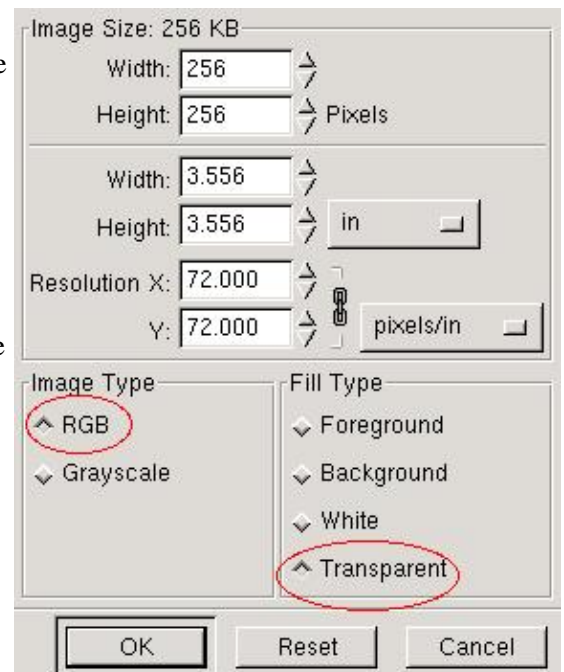 Image Size: 256 KB
e
Width: 256
Height: 256 Pixels
Width: 3.556
Height: 3.556 in
Resolution X: 72.000
Y: 72.000 pixels/in
e
Image Type
RGB
Grayscale
Fill Type
Foreground
Background
White
Transparent
OK Reset Cancel